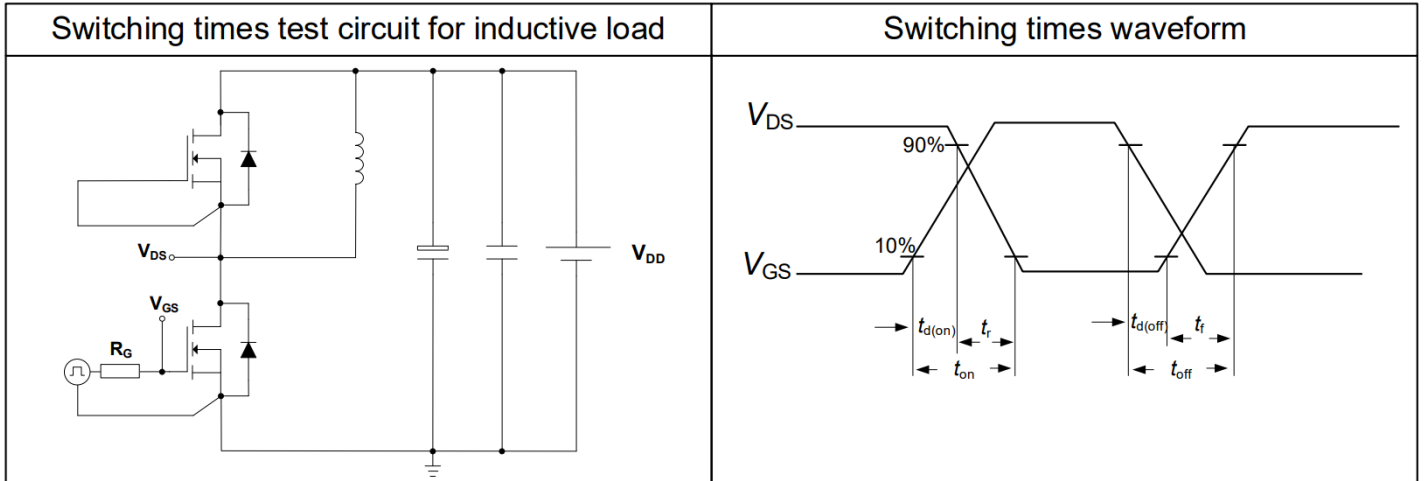 Switching times test circuit for inductive load
Switching times waveform
VDS
VDD
VGS
RG
VDS
90%
10%
VGS
td(on)
tr
td(off)
tf
ton
toff